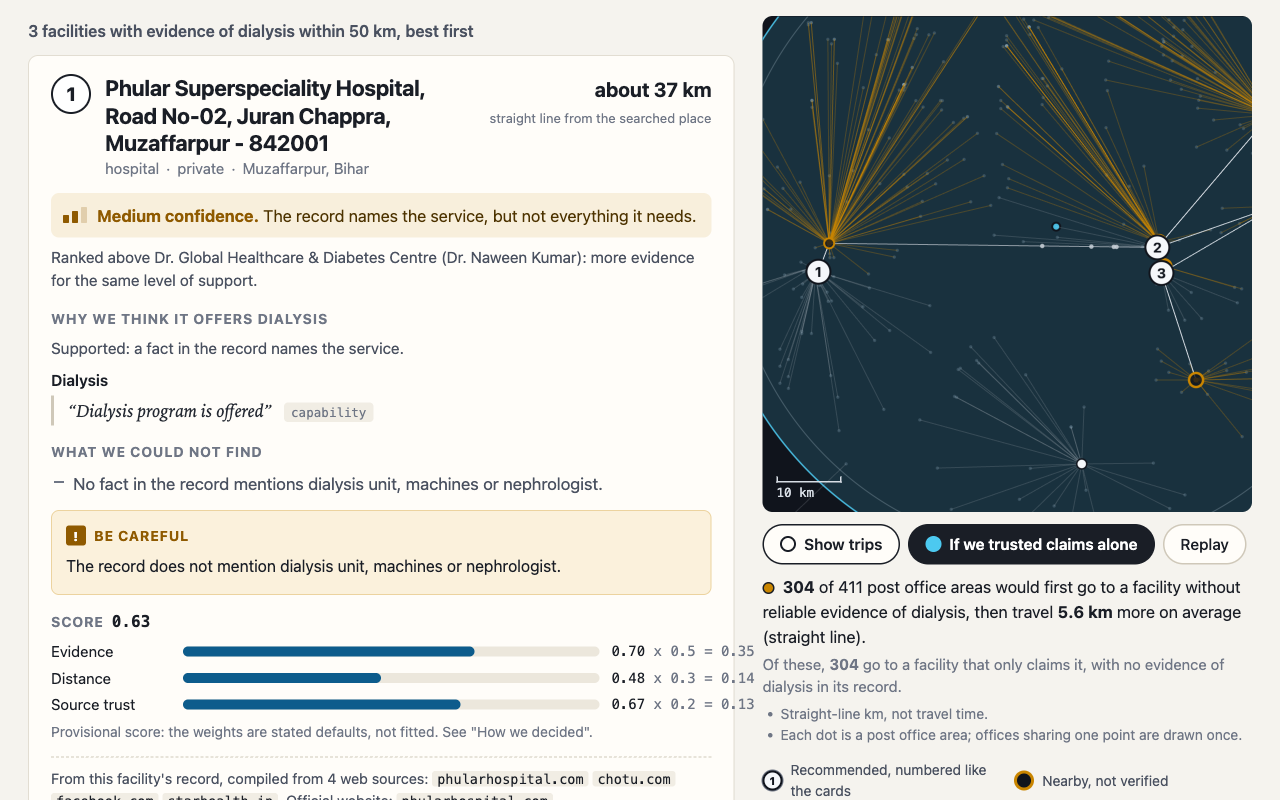 3 facilities with evidence of dialysis within 50 km, best first
1
Phular Superspeciality Hospital,
Road No-02, Juran Chappra,
Muzaffarpur - 842001
hospital · private · Muzaffarpur, Bihar
about 37 km
straight line from the searched place
Medium confidence. The record names the service, but not everything it needs.
Ranked above Dr. Global Healthcare & Diabetes Centre (Dr. Naween Kumar): more evidence
for the same level of support.
WHY WE THINK IT OFFERS DIALYSIS
Supported: a fact in the record names the service.
Dialysis
“Dialysis program is offered” capability
WHAT WE COULD NOT FIND
– No fact in the record mentions dialysis unit, machines or nephrologist.
! BE CAREFUL
The record does not mention dialysis unit, machines or nephrologist.
SCORE 0.63
Evidence 0.70 x 0.5 = 0.35
Distance 0.48 x 0.3 = 0.14
Source trust 0.67 x 0.2 = 0.13
Provisional score: the weights are stated defaults, not fitted. See "How we decided".
From this facility's record, compiled from 4 web sources: phularhospital.com chotu.com
facebook.com starhealth.in Official website: phularhospital.com
1
2
3
10 km
Show trips
If we trusted claims alone
Replay
304 of 411 post office areas would first go to a facility without
reliable evidence of dialysis, then travel 5.6 km more on average
(straight line).
Of these, 304 go to a facility that only claims it, with no evidence of
dialysis in its record.
• Straight-line km, not travel time.
• Each dot is a post office area; offices sharing one point are drawn once.
1 Recommended, numbered like
the cards
Nearby, not verified